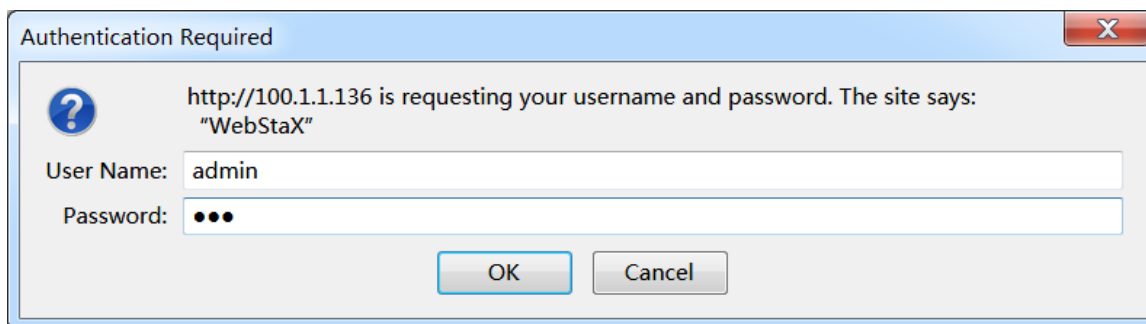 Authentication Required
http://100.1.1.136 is requesting your username and password. The site says:
“WebStaX”
User Name: admin
Password: ●●●
OK Cancel